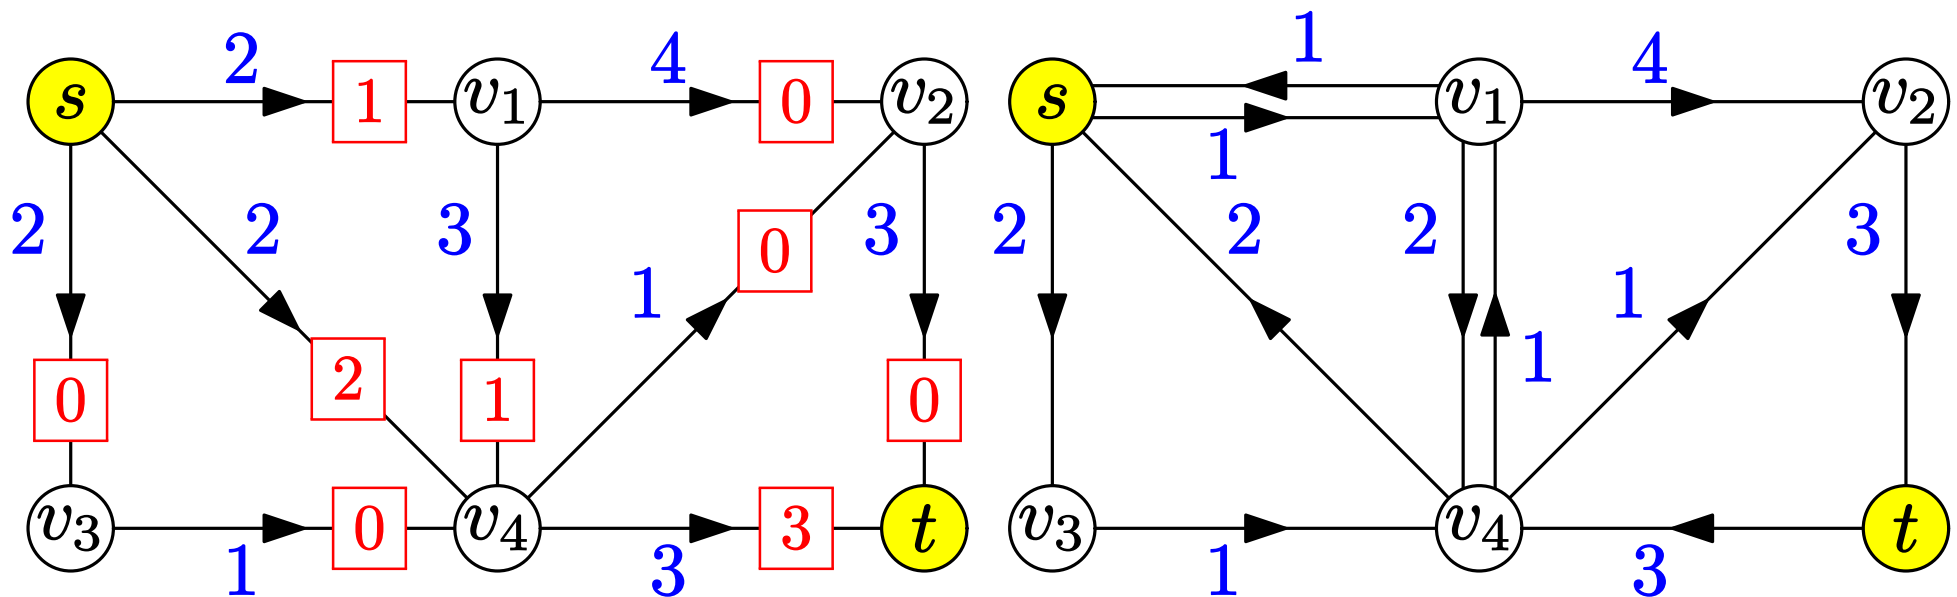 2 4 1
s 1 v₁ 0 v₂ s v₁ 4 v₂
1
2 2 3 0 3 2 2 2 1 3
1
0 2 1 0 1
v₃ 0 v₄ 3 t v₃ v₄ t
1 3 1 3